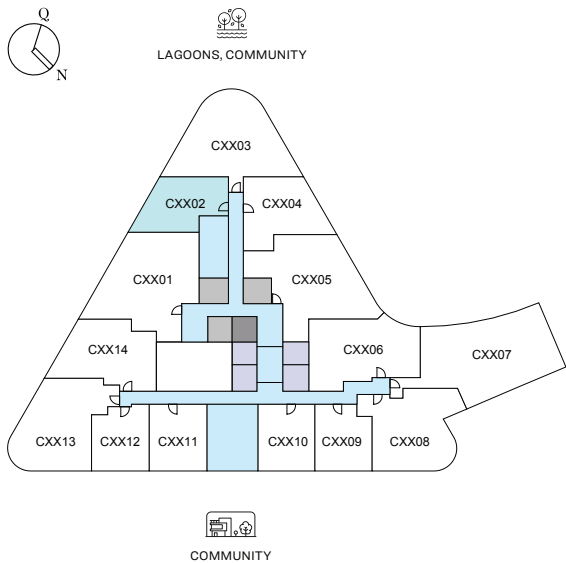 Q
N
LAGOONS, COMMUNITY
CXX03
CXX02
CXX04
CXX01
CXX05
CXX14
CXX06
CXX07
CXX13
CXX12
CXX11
CXX10
CXX09
CXX08
COMMUNITY